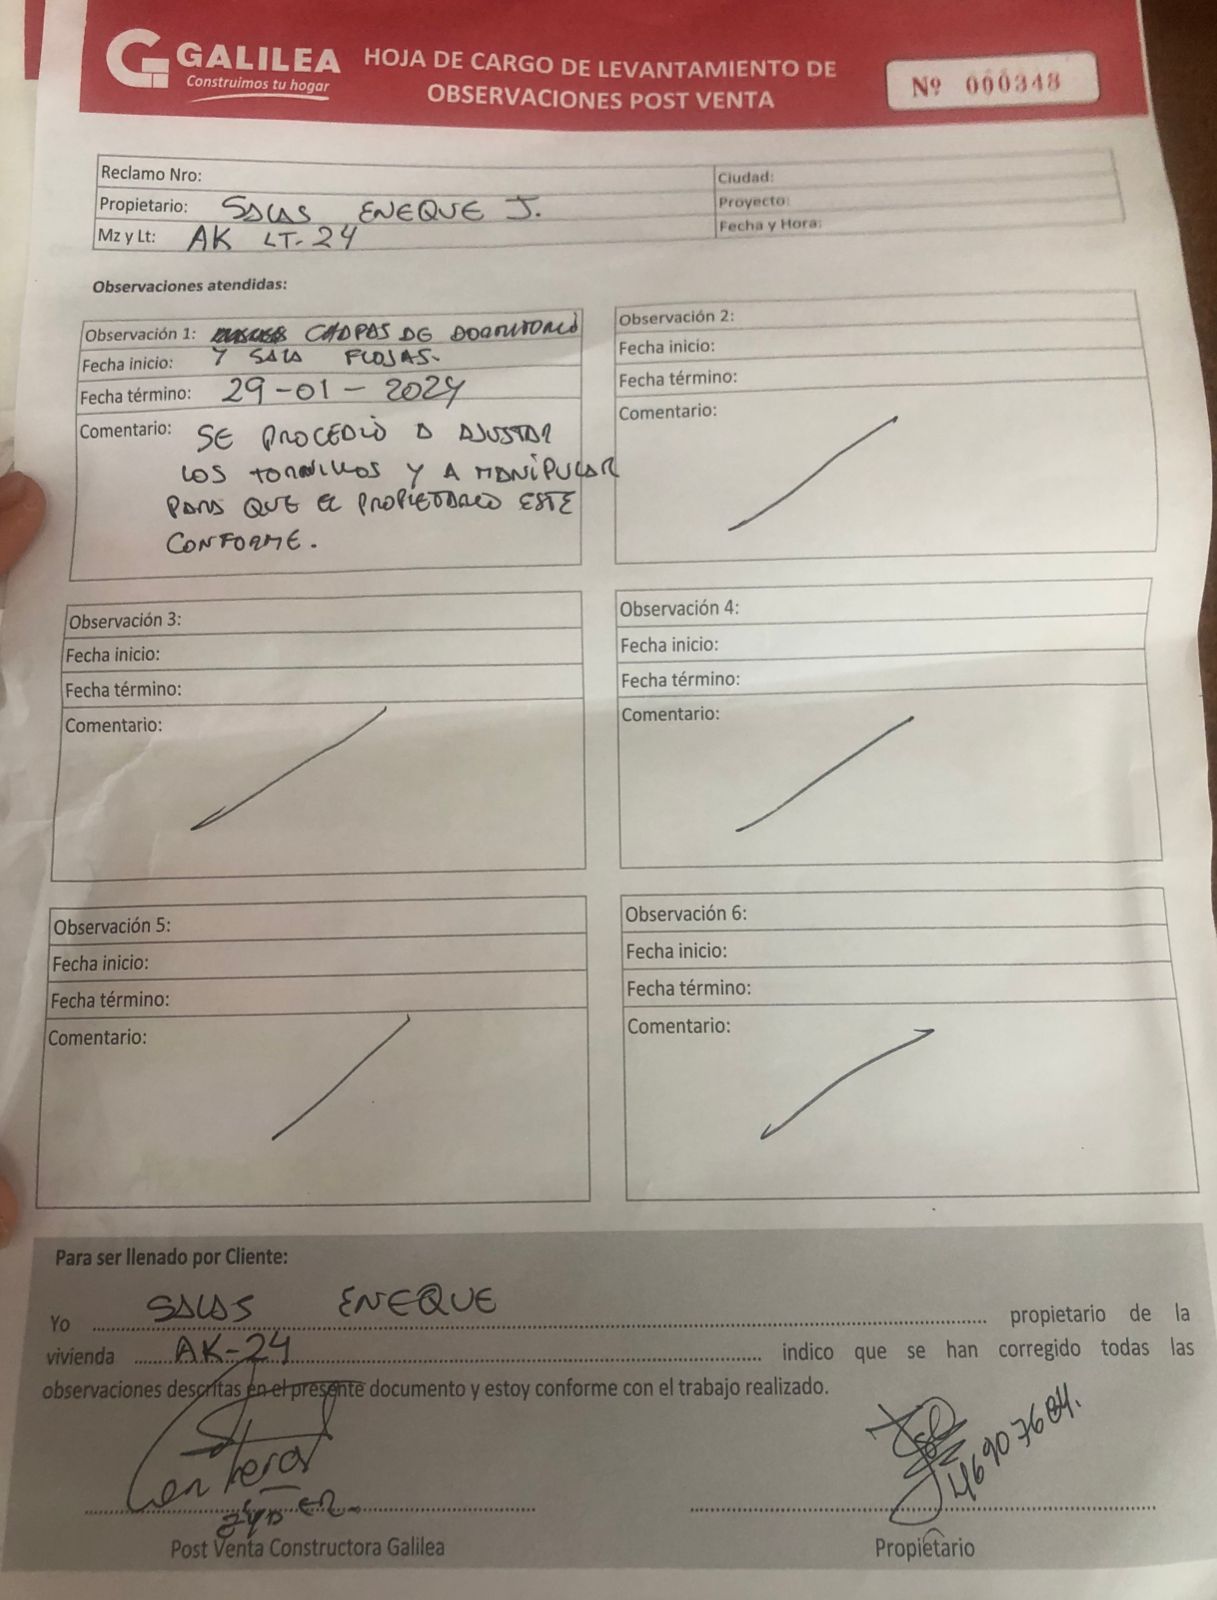 GALILEA
Construimos tu hogar
HOJA DE CARGO DE LEVANTAMIENTO DE
OBSERVACIONES POST VENTA
Nº 000348
Reclamo Nro:
Ciudad:
Propietario: SALAS ENEQUE J.
Proyecto:
Mz y Lt: AK LT-24
Fecha y Hora:
Observaciones atendidas:
Observación 1: CHAPAS DE DORMITORIO
Fecha inicio: Y SALA FLOJAS.
Fecha término: 29-01-2024
Comentario: SE PROCEDIO A AJUSTAR
LOS TORNILLOS Y A MANIPULAR
PARA QUE EL PROPIETARIO ESTE
CONFORME.
Observación 2:
Fecha inicio:
Fecha término:
Comentario:
Observación 3:
Fecha inicio:
Fecha término:
Comentario:
Observación 4:
Fecha inicio:
Fecha término:
Comentario:
Observación 5:
Fecha inicio:
Fecha término:
Comentario:
Observación 6:
Fecha inicio:
Fecha término:
Comentario:
Para ser llenado por Cliente:
Yo SALAS ENEQUE propietario de la
vivienda AK-24 indico que se han corregido todas las
observaciones descritas en el presente documento y estoy conforme con el trabajo realizado.
Post Venta Constructora Galilea
Propietario